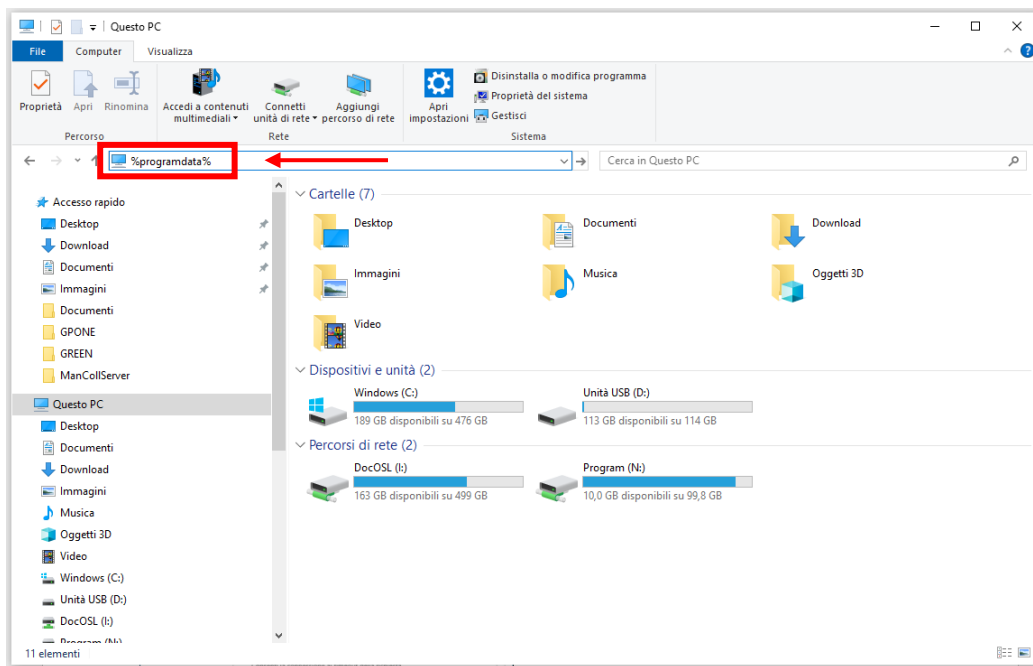 Questo PC
File Computer Visualizza
Proprietà
Apri
Rinomina
Percorso
Accedi a contenuti
multimediali
Connetti
unità di rete
Aggiungi
percorso di rete
Rete
Apri
impostazioni
Disinstalla o modifica programma
Proprietà del sistema
Gestisci
Sistema
%programdata%
Cerca in Questo PC
Accesso rapido
Desktop
Download
Documenti
Immagini
Documenti
GPONE
GREEN
ManCollServer
Questo PC
Desktop
Documenti
Download
Immagini
Musica
Oggetti 3D
Video
Windows (C:)
Unità USB (D:)
DocOSL (I:)
Program (N:)
Cartelle (7)
Desktop
Documenti
Download
Immagini
Musica
Oggetti 3D
Video
Dispositivi e unità (2)
Windows (C:)
189 GB disponibili su 476 GB
Unità USB (D:)
113 GB disponibili su 114 GB
Percorsi di rete (2)
DocOSL (I:)
163 GB disponibili su 499 GB
Program (N:)
10,0 GB disponibili su 99,8 GB
11 elementi